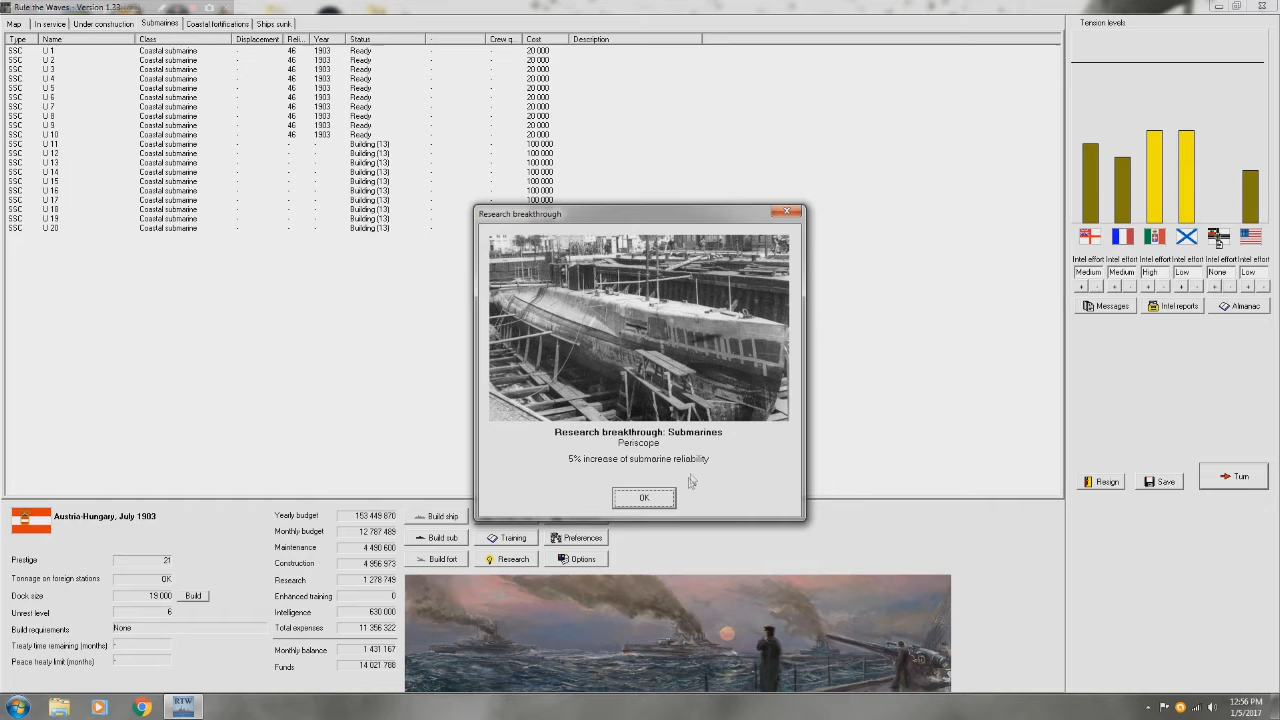 Rule the Waves - Version 1.33
Map In service Under construction Submarines Coastal fortifications Ships sunk
Type Name Class Displacement Reli... Year Status - Crew q... Cost Description
SSC U 1 Coastal submarine - 46 1903 Ready - - 20 000
SSC U 2 Coastal submarine - 46 1903 Ready - - 20 000
SSC U 3 Coastal submarine - 46 1903 Ready - - 20 000
SSC U 4 Coastal submarine - 46 1903 Ready - - 20 000
SSC U 5 Coastal submarine - 46 1903 Ready - - 20 000
SSC U 6 Coastal submarine - 46 1903 Ready - - 20 000
SSC U 7 Coastal submarine - 46 1903 Ready - - 20 000
SSC U 8 Coastal submarine - 46 1903 Ready - - 20 000
SSC U 9 Coastal submarine - 46 1903 Ready - - 20 000
SSC U 10 Coastal submarine - 46 1903 Ready - - 20 000
SSC U 11 Coastal submarine - - - Building (13) - - 100 000
SSC U 12 Coastal submarine - - - Building (13) - - 100 000
SSC U 13 Coastal submarine - - - Building (13) - - 100 000
SSC U 14 Coastal submarine - - - Building (13) - - 100 000
SSC U 15 Coastal submarine - - - Building (13) - - 100 000
SSC U 16 Coastal submarine - - - Building (13) - - 100 000
SSC U 17 Coastal submarine - - - Building (13) - - 100 000
SSC U 18 Coastal submarine - - - Building (13)
SSC U 19 Coastal submarine - - - Building (13)
SSC U 20 Coastal submarine - - - Building (13)
Research breakthrough
Research breakthrough: Submarines
Periscope
5% increase of submarine reliability
OK
Tension levels
Intel effort Intel effort Intel effort Intel effort Intel effort Intel effort
Medium Medium High Low None Low
+ - + - + - + - + - + -
Messages Intel reports Almanac
Resign Save Turn
Austria-Hungary, July 1903
Prestige 21
Tonnage on foreign stations OK
Dock size 19 000 Build
Unrest level 6
Build requirements None
Treaty time remaining (months) -
Peace treaty limit (months) -
Yearly budget 153 449 870
Monthly budget 12 787 489
Maintenance 4 490 600
Construction 4 956 973
Research 1 278 749
Enhanced training 0
Intelligence 630 000
Total expenses 11 356 322
Monthly balance 1 431 167
Funds 14 021 788
Build ship
Build sub Training Preferences
Build fort Research Options
RTW
12:56 PM
1/5/2017